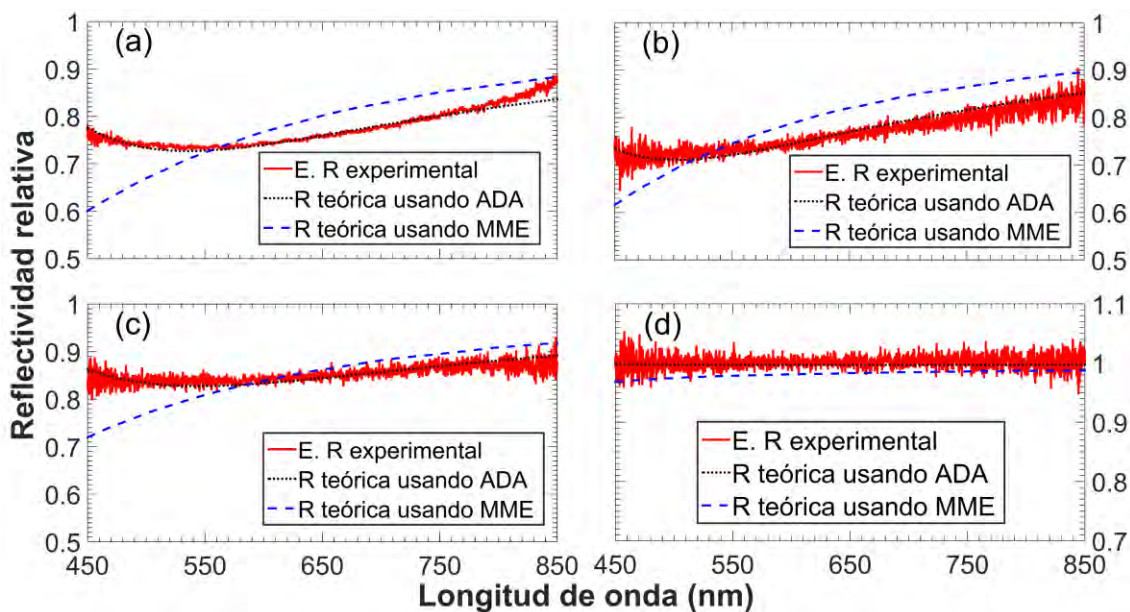 Reflectividad relativa
(a)
1
0.9
0.8
0.7
0.6
0.5
E. R experimental
R teórica usando ADA
R teórica usando MME
(b)
1
0.9
0.8
0.7
0.6
0.5
E. R experimental
R teórica usando ADA
R teórica usando MME
(c)
1
0.9
0.8
0.7
0.6
0.5
E. R experimental
R teórica usando ADA
R teórica usando MME
450 550 650 750 850
(d)
1.1
1
0.9
0.8
0.7
E. R experimental
R teórica usando ADA
R teórica usando MME
450 550 650 750 850
Longitud de onda (nm)